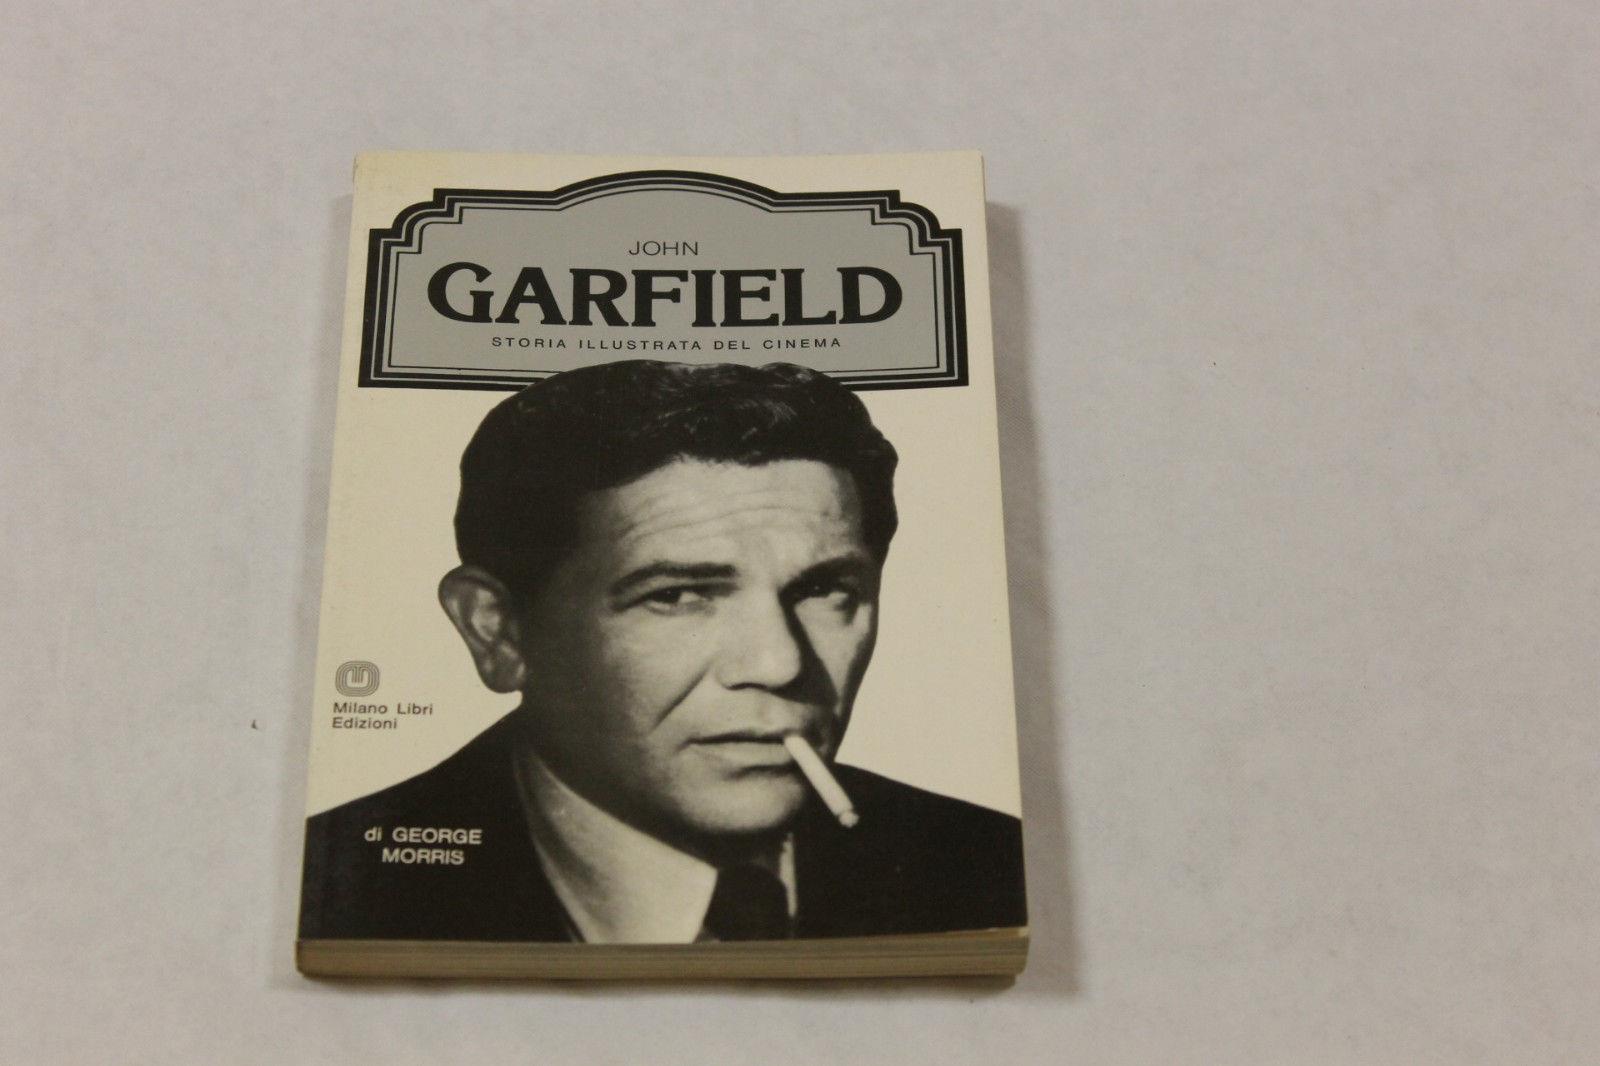 JOHN
GARFIELD
STORIA ILLUSTRATA DEL CINEMA
Milano Libri
Edizioni
di GEORGE
MORRIS